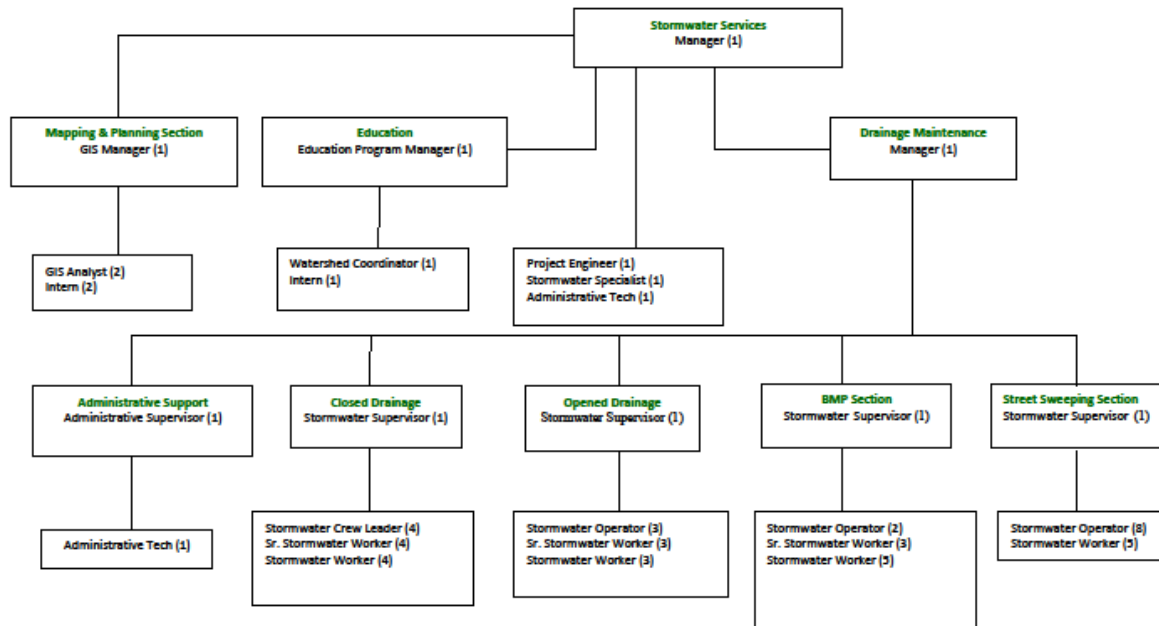 Stormwater Services
Manager (1)
Mapping & Planning Section
GIS Manager (1)
Education
Education Program Manager (1)
Drainage Maintenance
Manager (1)
GIS Analyst (2)
Intern (2)
Watershed Coordinator (1)
Intern (1)
Project Engineer (1)
Stormwater Specialist (1)
Administrative Tech (1)
Administrative Support
Administrative Supervisor (1)
Closed Drainage
Stormwater Supervisor (1)
Opened Drainage
Stormwater Supervisor (1)
BMP Section
Stormwater Supervisor (1)
Street Sweeping Section
Stormwater Supervisor (1)
Administrative Tech (1)
Stormwater Crew Leader (4)
Sr. Stormwater Worker (4)
Stormwater Worker (4)
Stormwater Operator (3)
Sr. Stormwater Worker (3)
Stormwater Worker (3)
Stormwater Operator (2)
Sr. Stormwater Worker (3)
Stormwater Worker (5)
Stormwater Operator (8)
Stormwater Worker (5)